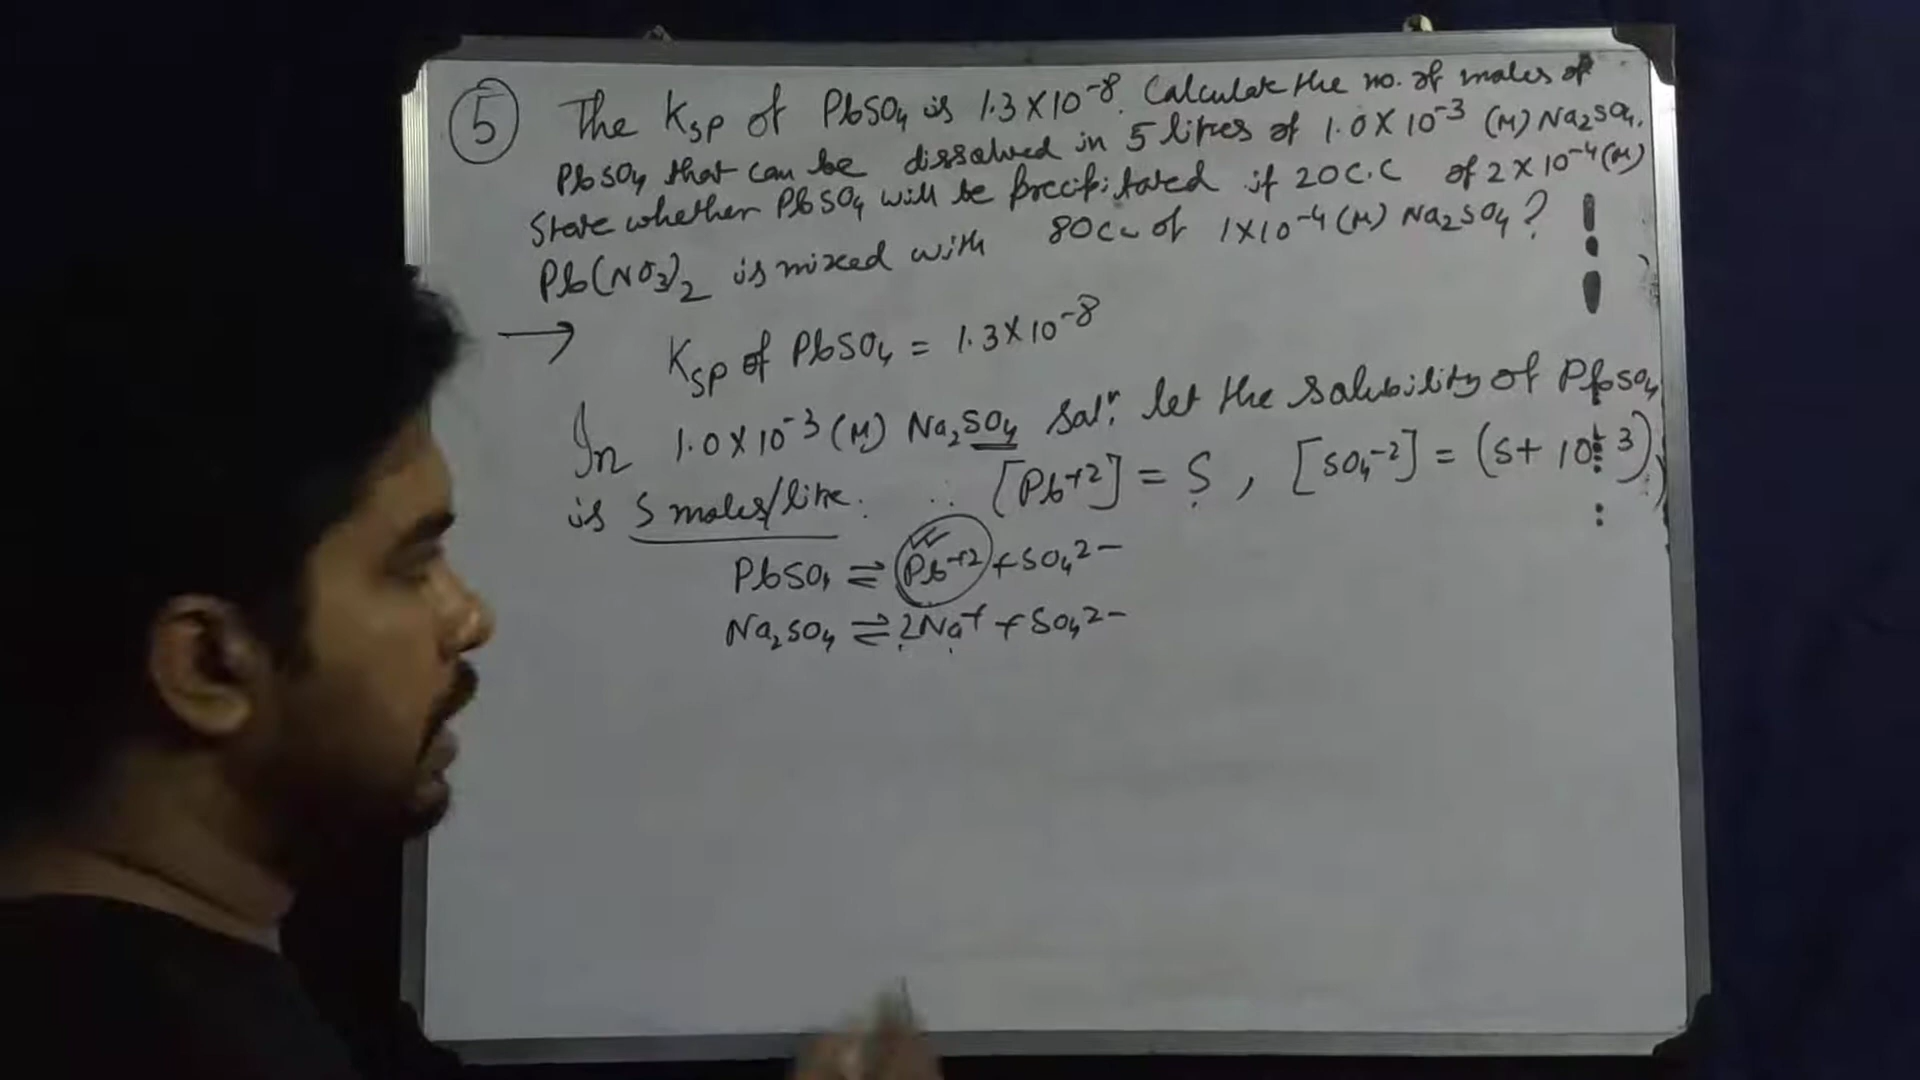 5 The Ksp of PbSO4 is 1.3 X 10-8. Calculate the no. of moles of
PbSO4 that can be dissolved in 5 litres of 1.0 X 10-3 (M) Na2SO4.
State whether PbSO4 will be precipitated if 20 C.C of 2 X 10-4 (M)
Pb(NO3)2 is mixed with 80 cc of 1 X 10-4 (M) Na2SO4?
→ Ksp of PbSO4 = 1.3 X 10-8
In 1.0 X 10-3 (M) Na2SO4 soln. let the solubility of PbSO4
is S moles/litre. ∴ [Pb+2] = S, [SO4-2] = (S + 10-3)
PbSO4 ⇌ Pb+2 + SO42-
Na2SO4 ⇌ 2Na+ + SO42-